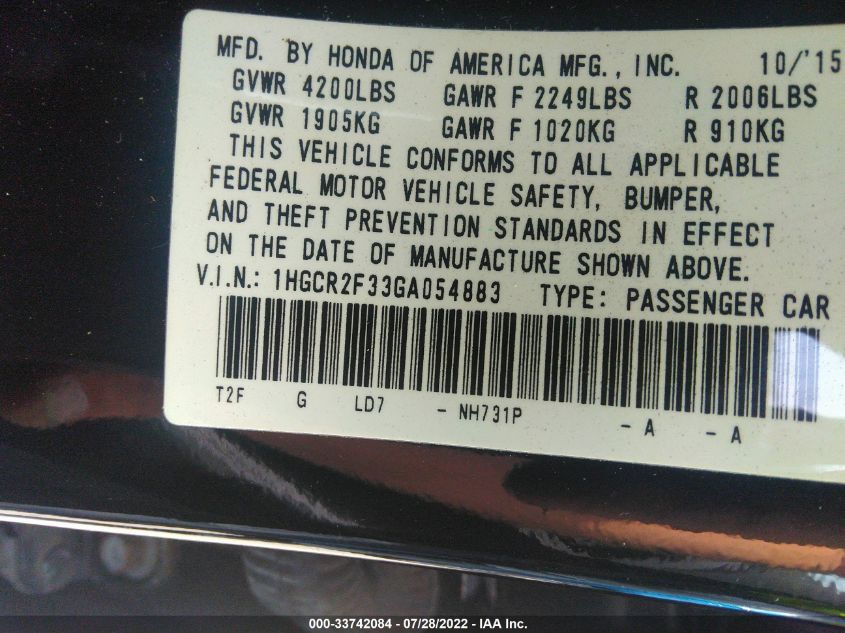 MFD. BY HONDA OF AMERICA MFG., INC. 10/'15
GVWR 4200LBS GAWR F 2249LBS R 2006LBS
GVWR 1905KG GAWR F 1020KG R 910KG
THIS VEHICLE CONFORMS TO ALL APPLICABLE
FEDERAL MOTOR VEHICLE SAFETY, BUMPER,
AND THEFT PREVENTION STANDARDS IN EFFECT
ON THE DATE OF MANUFACTURE SHOWN ABOVE.
V.I.N.: 1HGCR2F33GA054883 TYPE: PASSENGER CAR
T2F G LD7 - NH731P - A - A
000-33742084 / 07/28/2022 - IAA Inc.